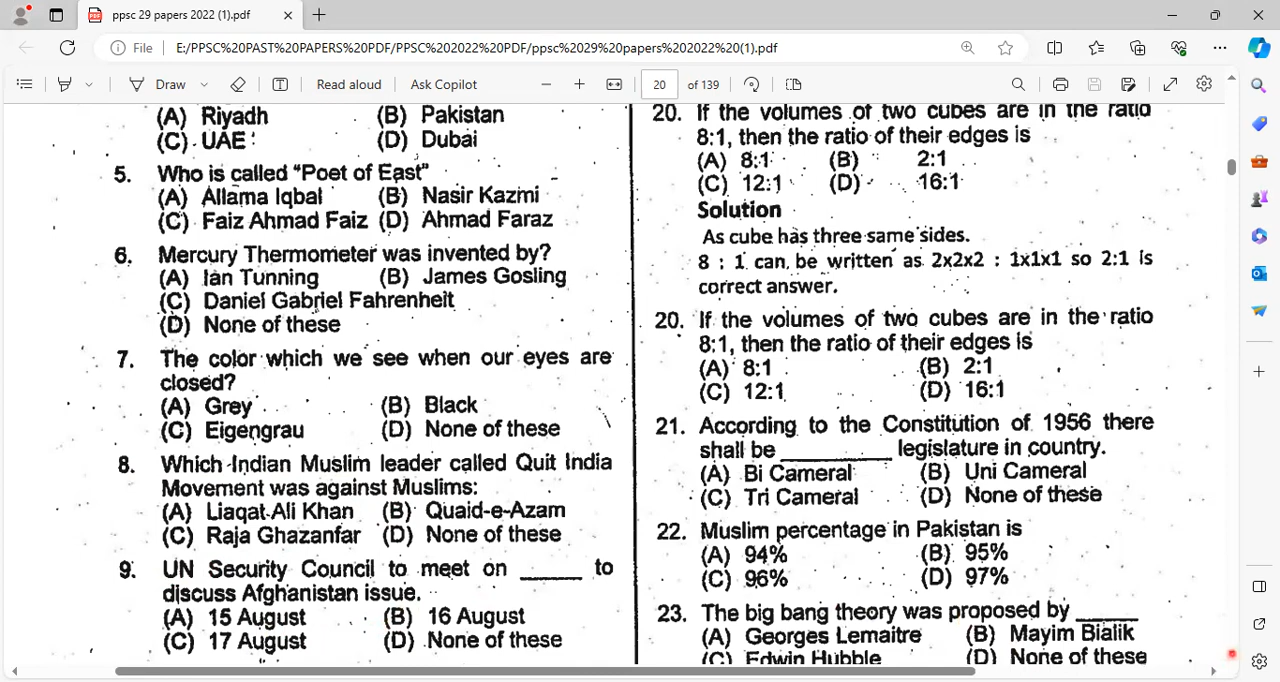 ppsc 29 papers 2022 (1).pdf
File
E:/PPSC%20PAST%20PAPERS%20PDF/PPSC%202022%20PDF/ppsc%2029%20papers%202022%20(1).pdf
Draw
Read aloud
Ask Copilot
20 of 139
(A) Riyadh (B) Pakistan
(C) UAE (D) Dubai
5. Who is called "Poet of East"
(A) Allama Iqbal (B) Nasir Kazmi
(C) Faiz Ahmad Faiz (D) Ahmad Faraz
6. Mercury Thermometer was invented by?
(A) Ian Tunning (B) James Gosling
(C) Daniel Gabriel Fahrenheit
(D) None of these
7. The color which we see when our eyes are
closed?
(A) Grey (B) Black
(C) Eigengrau (D) None of these
8. Which Indian Muslim leader called Quit India
Movement was against Muslims:
(A) Liaqat Ali Khan (B) Quaid-e-Azam
(C) Raja Ghazanfar (D) None of these
9. UN Security Council to meet on ______ to
discuss Afghanistan issue.
(A) 15 August (B) 16 August
(C) 17 August (D) None of these
20. If the volumes of two cubes are in the ratio
8:1, then the ratio of their edges is
(A) 8:1 (B) 2:1
(C) 12:1 (D) 16:1
Solution
As cube has three same sides.
8 : 1 can be written as 2x2x2 : 1x1x1 so 2:1 is
correct answer.
20. If the volumes of two cubes are in the ratio
8:1, then the ratio of their edges is
(A) 8:1 (B) 2:1
(C) 12:1 (D) 16:1
21. According to the Constitution of 1956 there
shall be __________ legislature in country.
(A) Bi Cameral (B) Uni Cameral
(C) Tri Cameral (D) None of these
22. Muslim percentage in Pakistan is
(A) 94% (B) 95%
(C) 96% (D) 97%
23. The big bang theory was proposed by ______
(A) Georges Lemaitre (B) Mayim Bialik
(C) Edwin Hubble (D) None of these